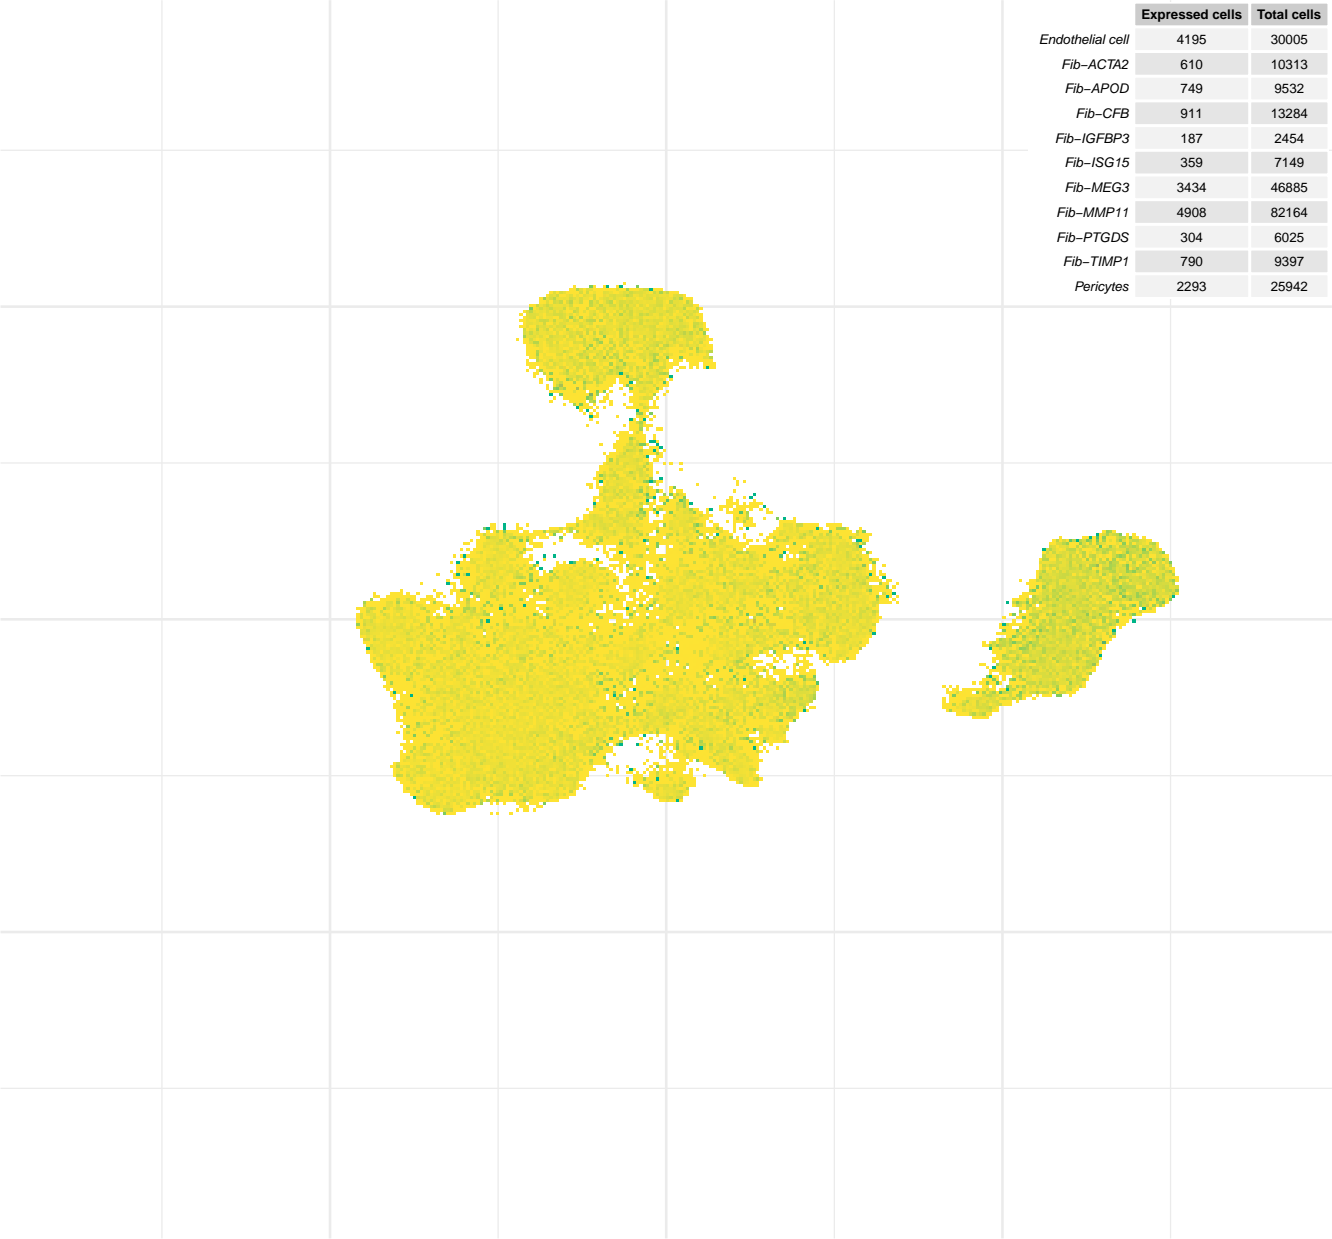 Expressed cells Total cells
Endothelial cell 4195 30005
Fib−ACTA2 610 10313
Fib−APOD 749 9532
Fib−CFB 911 13284
Fib−IGFBP3 187 2454
Fib−ISG15 359 7149
Fib−MEG3 3434 46885
Fib−MMP11 4908 82164
Fib−PTGDS 304 6025
Fib−TIMP1 790 9397
Pericytes 2293 25942